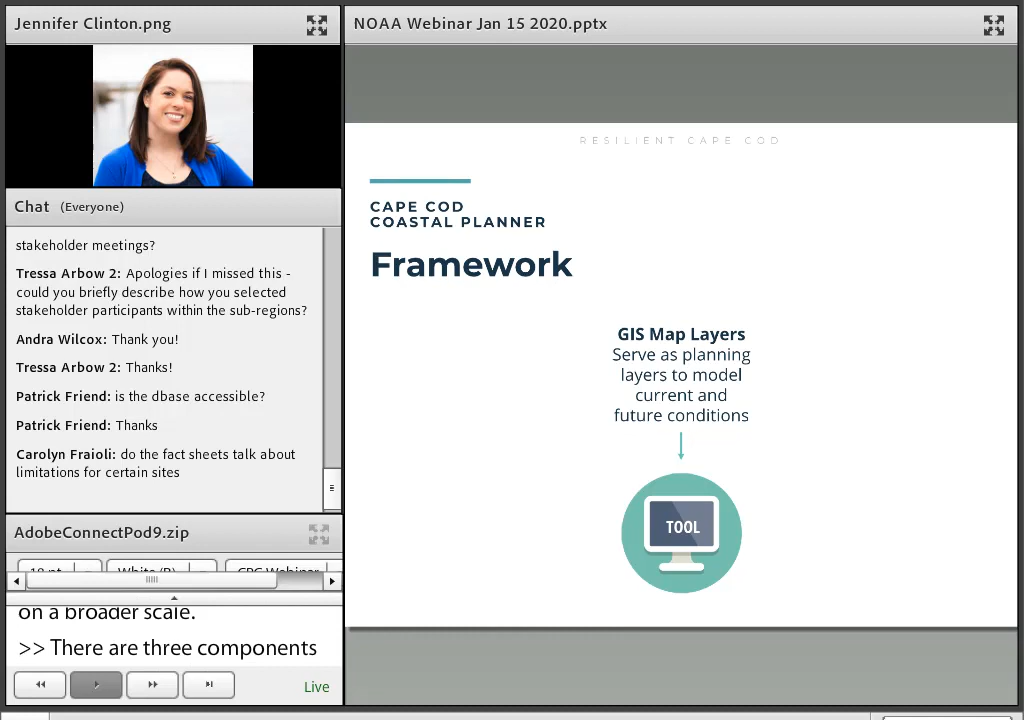 Jennifer Clinton.png
NOAA Webinar Jan 15 2020.pptx
Chat (Everyone)
stakeholder meetings?
Tressa Arbow 2: Apologies if I missed this -
could you briefly describe how you selected
stakeholder participants within the sub-regions?
Andra Wilcox: Thank you!
Tressa Arbow 2: Thanks!
Patrick Friend: is the dbase accessible?
Patrick Friend: Thanks
Carolyn Fraioli: do the fact sheets talk about
limitations for certain sites
AdobeConnectPod9.zip
CPC Webinar
on a broader scale.
>> There are three components
Live
RESILIENT CAPE COD
CAPE COD
COASTAL PLANNER
Framework
GIS Map Layers
Serve as planning
layers to model
current and
future conditions
TOOL